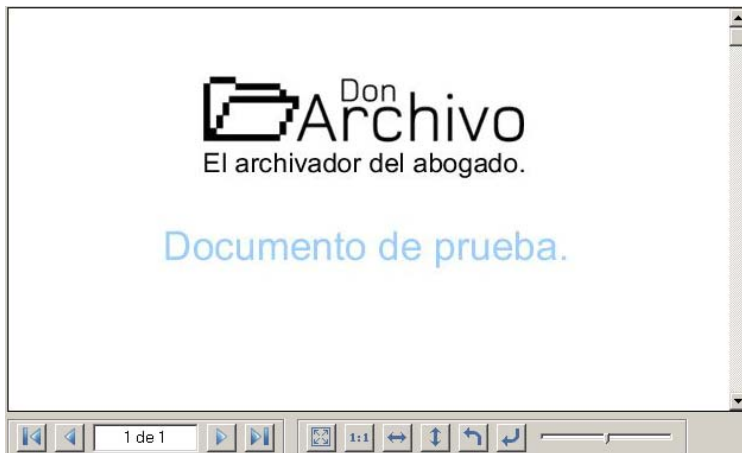 Don
Archivo
El archivador del abogado.
Documento de prueba.
1 de 1
1:1